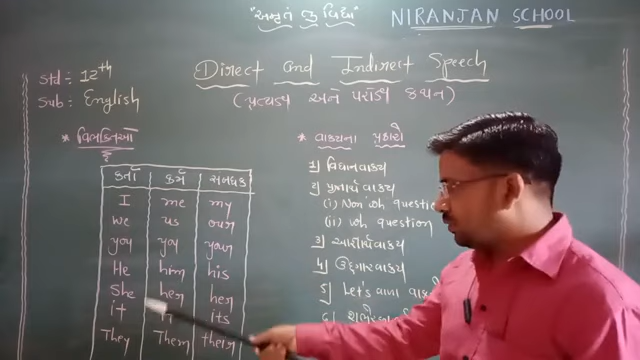 "અમૃતં તુ વિદ્યા" NIRANJAN SCHOOL
Std :- 12th
Sub : English
Direct And Indirect Speech
(પ્રત્યક્ષ અને પરોક્ષ કથન)
* વિભક્તિઓ
કર્તા કર્મ સંબંધક
I me my
We us our
you you your
He him his
She her her
it it its
They Them their
* વાક્યના પ્રકારો
1) વિધાનવાક્ય
2) પ્રશ્નાર્થ વાક્ય
(i) Non wh question
(ii) wh question
3) આજ્ઞાર્થ વાક્ય
4) ઉદ્ગાર વાક્ય
5) Let's વાળા
6)